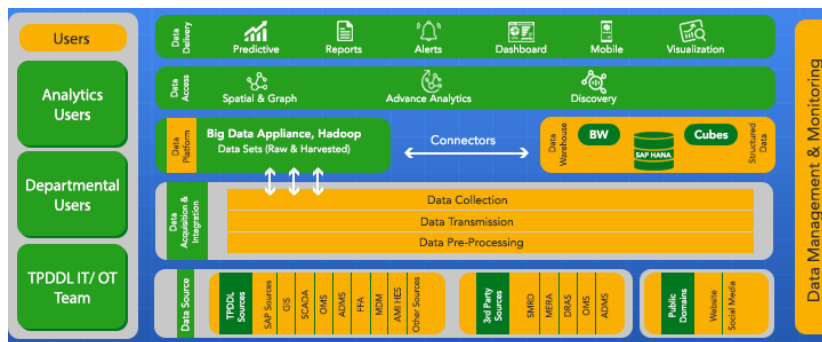 Users
Analytics
Users
Departmental
Users
TPDDL IT/ OT
Team
Data
Delivery
Predictive
Reports
Alerts
Dashboard
Mobile
Visualization
Data
Access
Spatial & Graph
Advance Analytics
Discovery
Data
Platform
Big Data Appliance, Hadoop
Data Sets (Raw & Harvested)
Connectors
Data
Warehouse
BW
SAP HANA
Cubes
Structured
Data
Data
Acquisition &
Integration
Data Collection
Data Transmission
Data Pre-Processing
Data Source
TPDDL
Sources
SAP Sources
GIS
SCADA
OMS
ADMS
FFA
MDM
AMI HES
Other Sources
3rd Party
Sources
SMRD
MERA
DRAS
OMS
ADMS
Public
Domains
Website
Social Media
Data Management & Monitoring